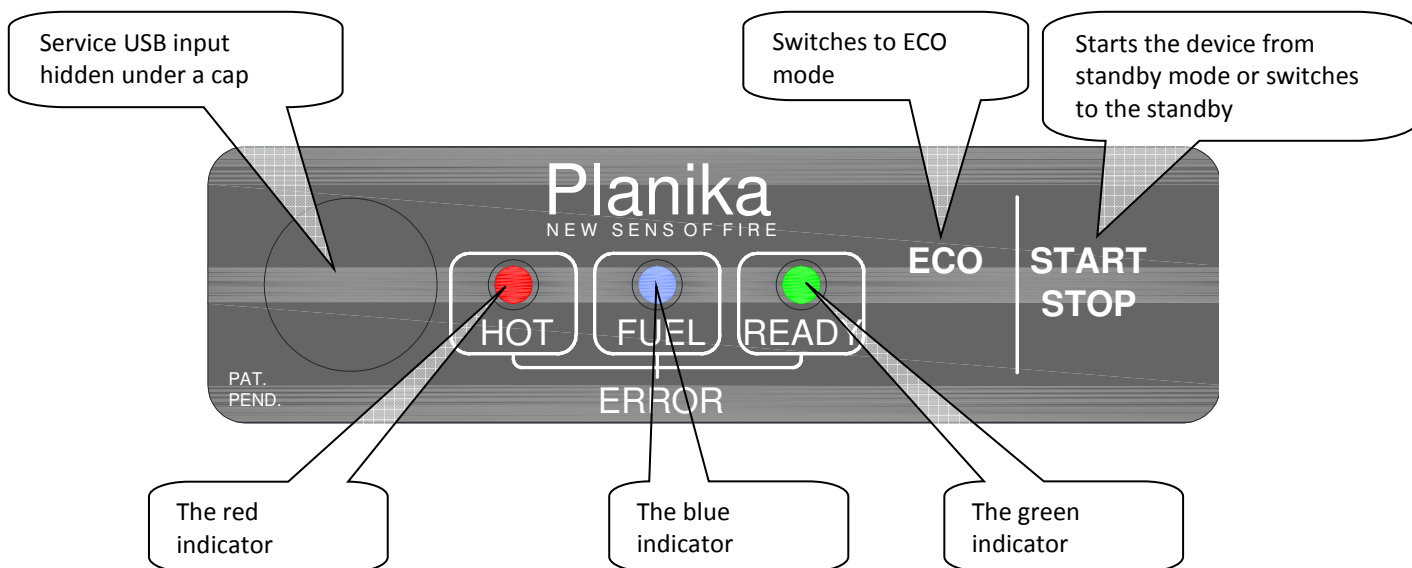 Service USB input
hidden under a cap
Switches to ECO
mode
Starts the device from
standby mode or switches
to the standby
Planika
NEW SENS OF FIRE
ECO
START
STOP
HOT
FUEL
READY
ERROR
PAT.
PEND.
The red
indicator
The blue
indicator
The green
indicator